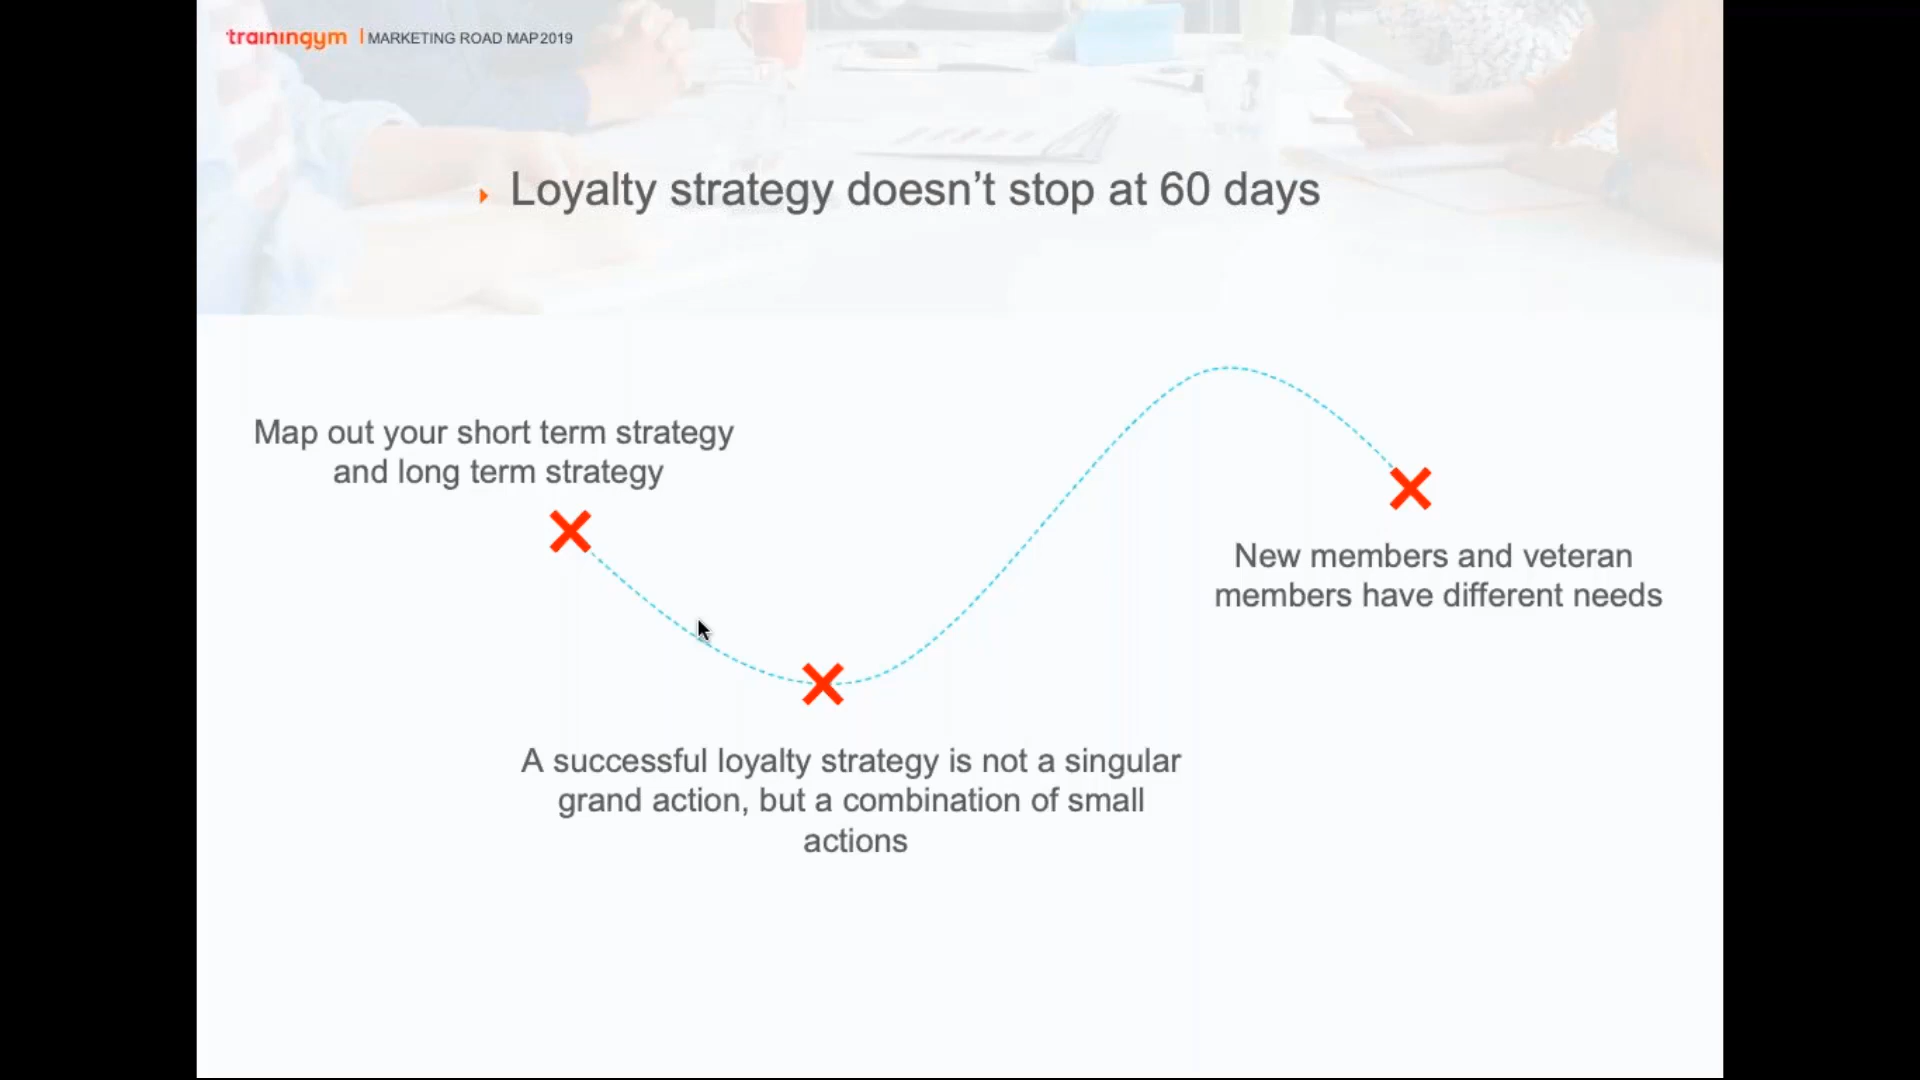 trainingym | MARKETING ROAD MAP 2019
Loyalty strategy doesn’t stop at 60 days
Map out your short term strategy
and long term strategy
New members and veteran
members have different needs
A successful loyalty strategy is not a singular
grand action, but a combination of small
actions